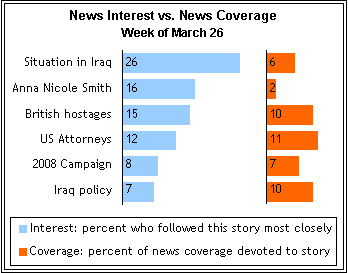 News Interest vs. News Coverage
Week of March 26
Situation in Iraq 26 6
Anna Nicole Smith 16 2
British hostages 15 10
US Attorneys 12 11
2008 Campaign 8 7
Iraq policy 7 10
Interest: percent who followed this story most closely
Coverage: percent of news coverage devoted to story